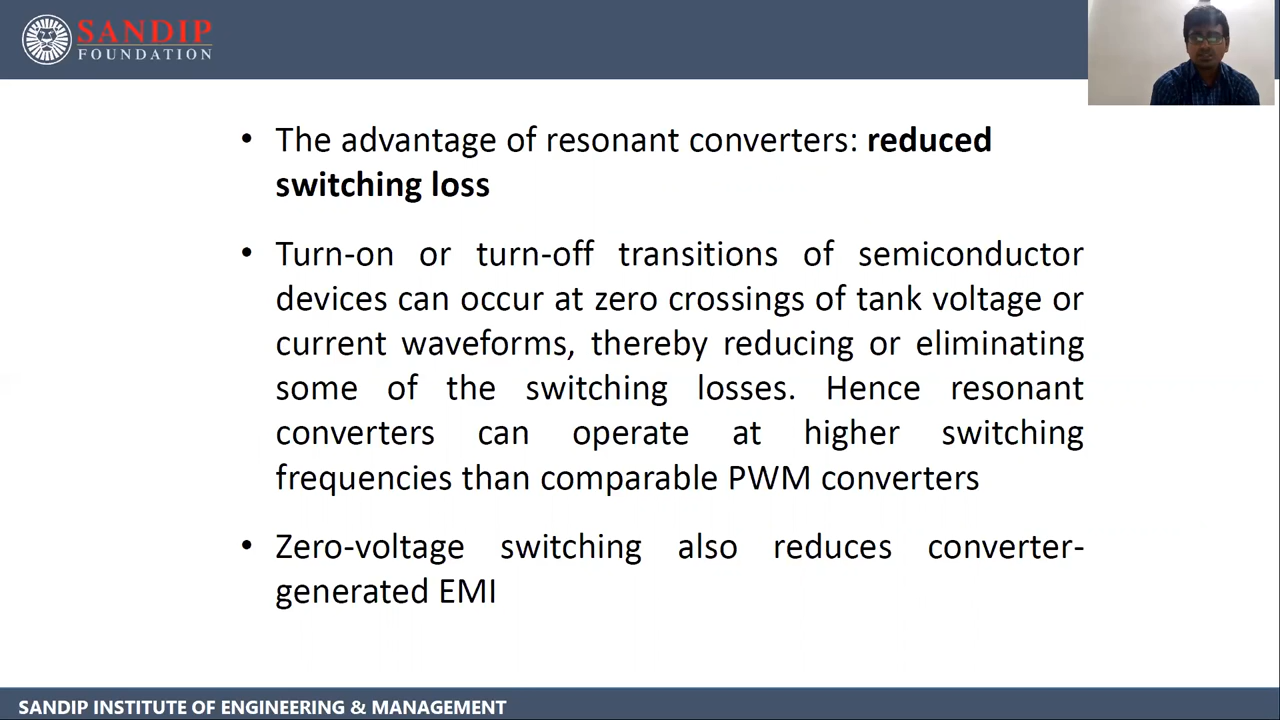 SANDIP
FOUNDATION
• The advantage of resonant converters: reduced
switching loss
• Turn-on or turn-off transitions of semiconductor
devices can occur at zero crossings of tank voltage or
current waveforms, thereby reducing or eliminating
some of the switching losses. Hence resonant
converters can operate at higher switching
frequencies than comparable PWM converters
• Zero-voltage switching also reduces converter-
generated EMI
SANDIP INSTITUTE OF ENGINEERING & MANAGEMENT